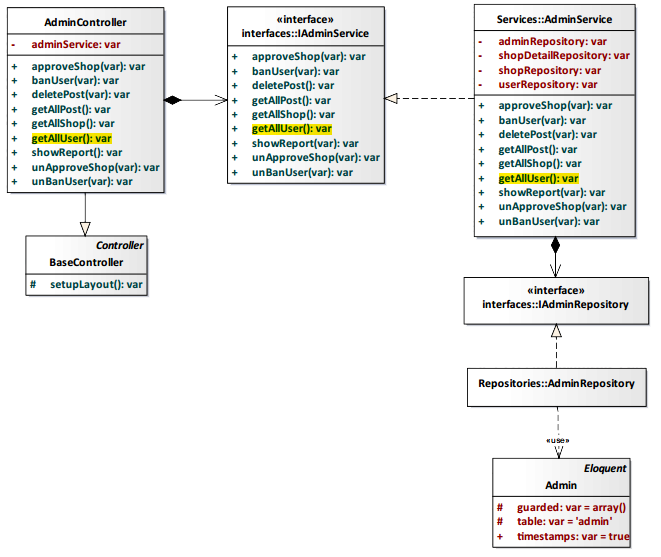 AdminController
- adminService: var
+ approveShop(var): var
+ banUser(var): var
+ deletePost(var): var
+ getAllPost(): var
+ getAllShop(): var
+ getAllUser(): var
+ showReport(): var
+ unApproveShop(var): var
+ unBanUser(var): var
«interface»
interfaces::IAdminService
+ approveShop(var): var
+ banUser(var): var
+ deletePost(): var
+ getAllPost(): var
+ getAllShop(): var
+ getAllUser(): var
+ showReport(var): var
+ unApproveShop(var): var
+ unBanUser(var): var
Services::AdminService
- adminRepository: var
- shopDetailRepository: var
- shopRepository: var
- userRepository: var
+ approveShop(var): var
+ banUser(var): var
+ deletePost(var): var
+ getAllPost(): var
+ getAllShop(): var
+ getAllUser(): var
+ showReport(var): var
+ unApproveShop(var): var
+ unBanUser(var): var
Controller
BaseController
# setupLayout(): var
«interface»
interfaces::IAdminRepository
Repositories::AdminRepository
«use»
Eloquent
Admin
# guarded: var = array()
# table: var = 'admin'
+ timestamps: var = true